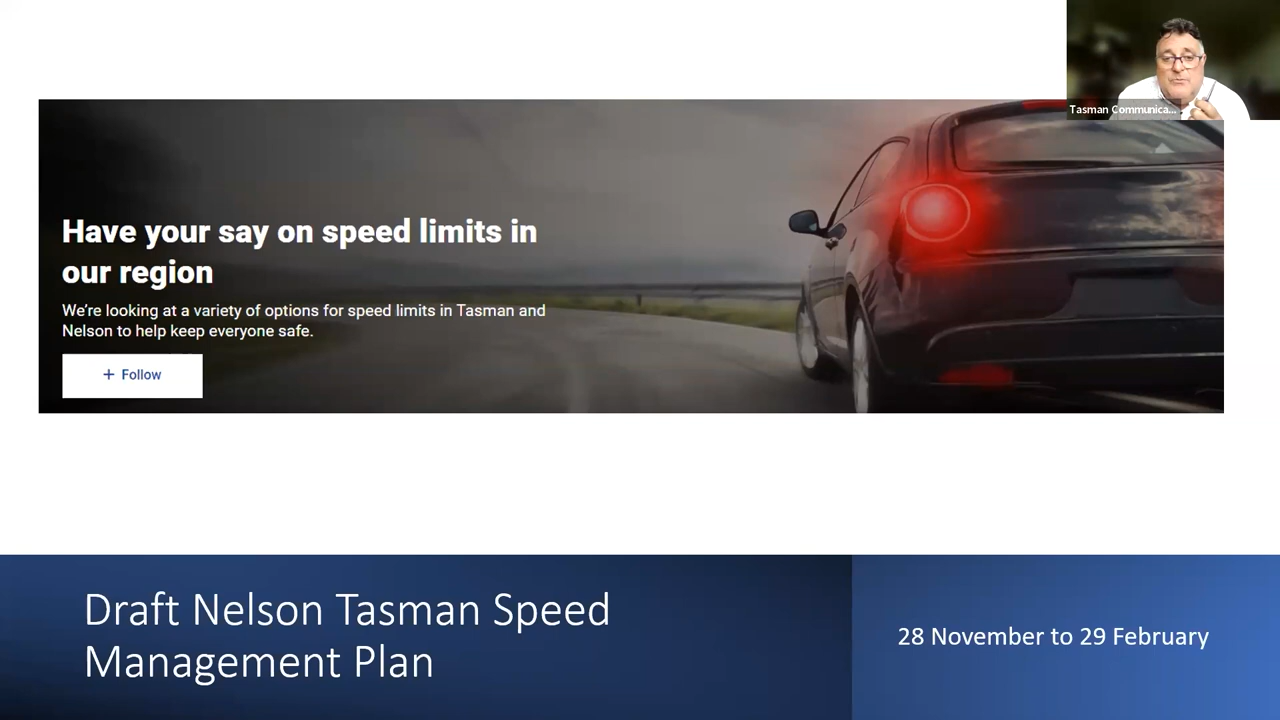 Tasman Communica...
Have your say on speed limits in
our region
We're looking at a variety of options for speed limits in Tasman and
Nelson to help keep everyone safe.
+ Follow
Draft Nelson Tasman Speed
Management Plan
28 November to 29 February